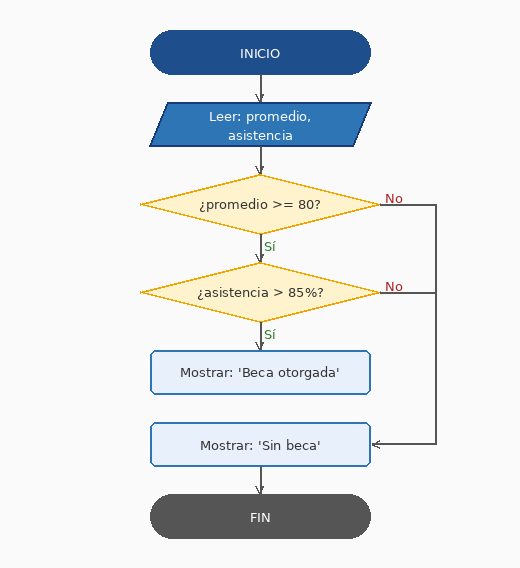 INICIO
Leer: promedio,
asistencia
¿promedio >= 80?
No
Sí
¿asistencia > 85%?
No
Sí
Mostrar: 'Beca otorgada'
Mostrar: 'Sin beca'
FIN